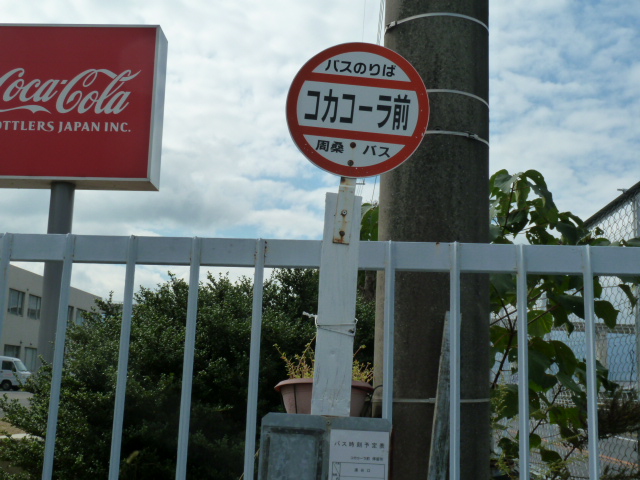 Coca-Cola
OTTLERS JAPAN INC.
バスのりば
コカコーラ前
周桑バス
バス時刻予定表